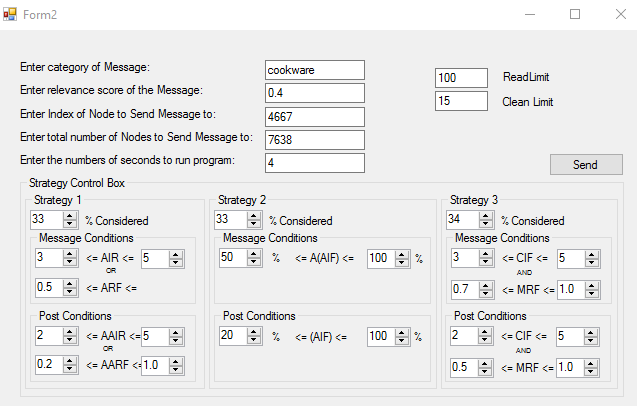 Form2
Enter category of Message: cookware
100 ReadLimit
Enter relevance score of the Message: 0.4
15 Clean Limit
Enter Index of Node to Send Message to: 4667
Enter total number of Nodes to Send Message to: 7638
Enter the numbers of seconds to run program: 4
Send
Strategy Control Box
Strategy 1
33 % Considered
Message Conditions
3 <= AIR <= 5
OR
0.5 <= ARF <=
Post Conditions
2 <= AAIR <= 5
OR
0.2 <= AARF <= 1.0
Strategy 2
33 % Considered
Message Conditions
50 % <= A(AIF) <= 100 %
Post Conditions
20 % <= (AIF) <= 100 %
Strategy 3
34 % Considered
Message Conditions
3 <= CIF <= 5
AND
0.7 <= MRF <= 1.0
Post Conditions
2 <= CIF <= 5
AND
0.5 <= MRF <= 1.0